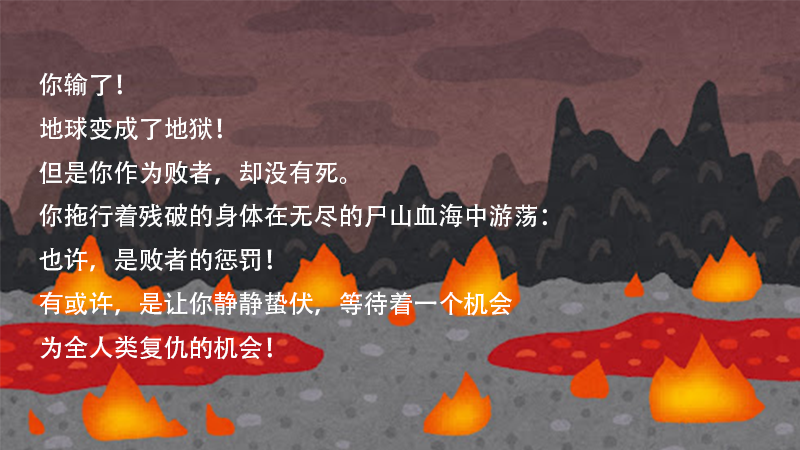 你输了！
地球变成了地狱！
但是你作为败者，却没有死。
你拖行着残破的身体在无尽的尸山血海中游荡：
也许，是败者的惩罚！
有或许，是让你静静蛰伏，等待着一个机会
为全人类复仇的机会！